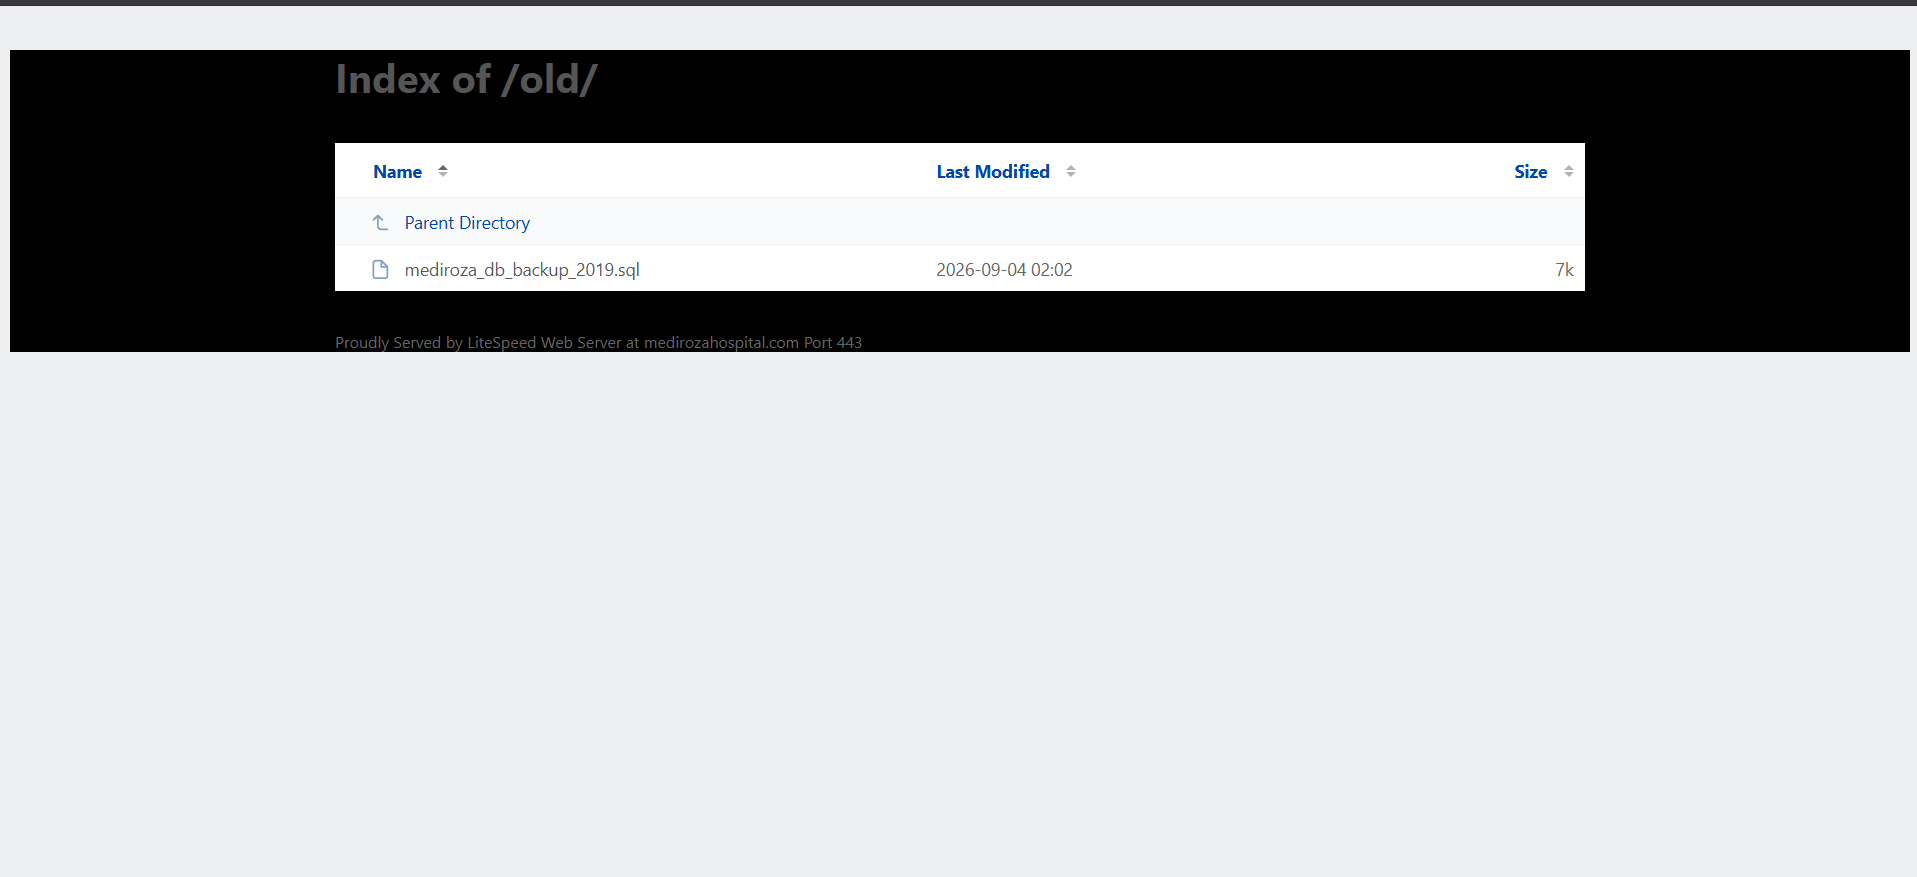 Index of /old/
Name Last Modified Size
Parent Directory
mediroza_db_backup_2019.sql 2026-09-04 02:02 7k
Proudly Served by LiteSpeed Web Server at medirozahospital.com Port 443